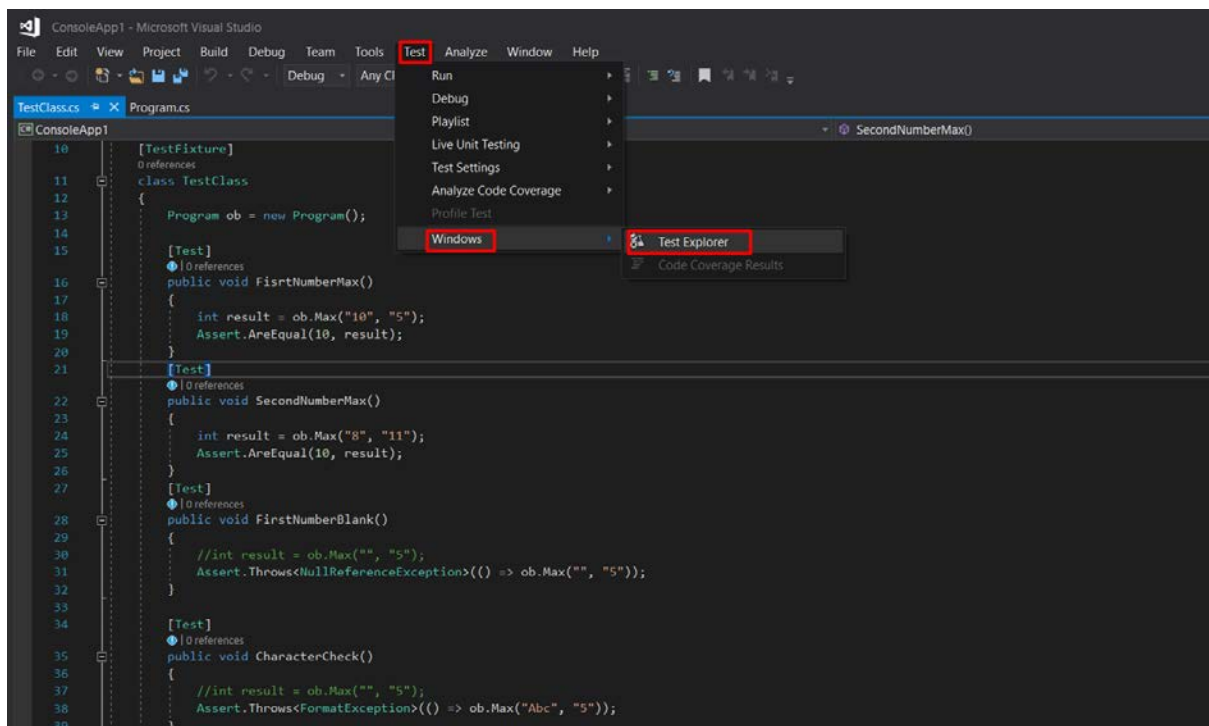 ConsoleApp1 - Microsoft Visual Studio
File Edit View Project Build Debug Team Tools Test Analyze Window Help
Debug Any C
Run
Debug
Playlist
Live Unit Testing
Test Settings
Analyze Code Coverage
Profile Test
Windows
Test Explorer
Code Coverage Results
TestClass.cs Program.cs
ConsoleApp1 SecondNumberMax()
10 [TestFixture]
0 references
11 class TestClass
12 {
13 Program ob = new Program();
14
15 [Test]
0 references
16 public void FisrtNumberMax()
17 {
18 int result = ob.Max("10", "5");
19 Assert.AreEqual(10, result);
20 }
21 [Test]
0 references
22 public void SecondNumberMax()
23 {
24 int result = ob.Max("8", "11");
25 Assert.AreEqual(10, result);
26 }
27 [Test]
0 references
28 public void FirstNumberBlank()
29 {
30 //int result = ob.Max("", "5");
31 Assert.Throws<NullReferenceException>(() => ob.Max("", "5"));
32 }
33
34 [Test]
0 references
35 public void CharacterCheck()
36 {
37 //int result = ob.Max("", "5");
38 Assert.Throws<FormatException>(() => ob.Max("Abc", "5"));
39 }